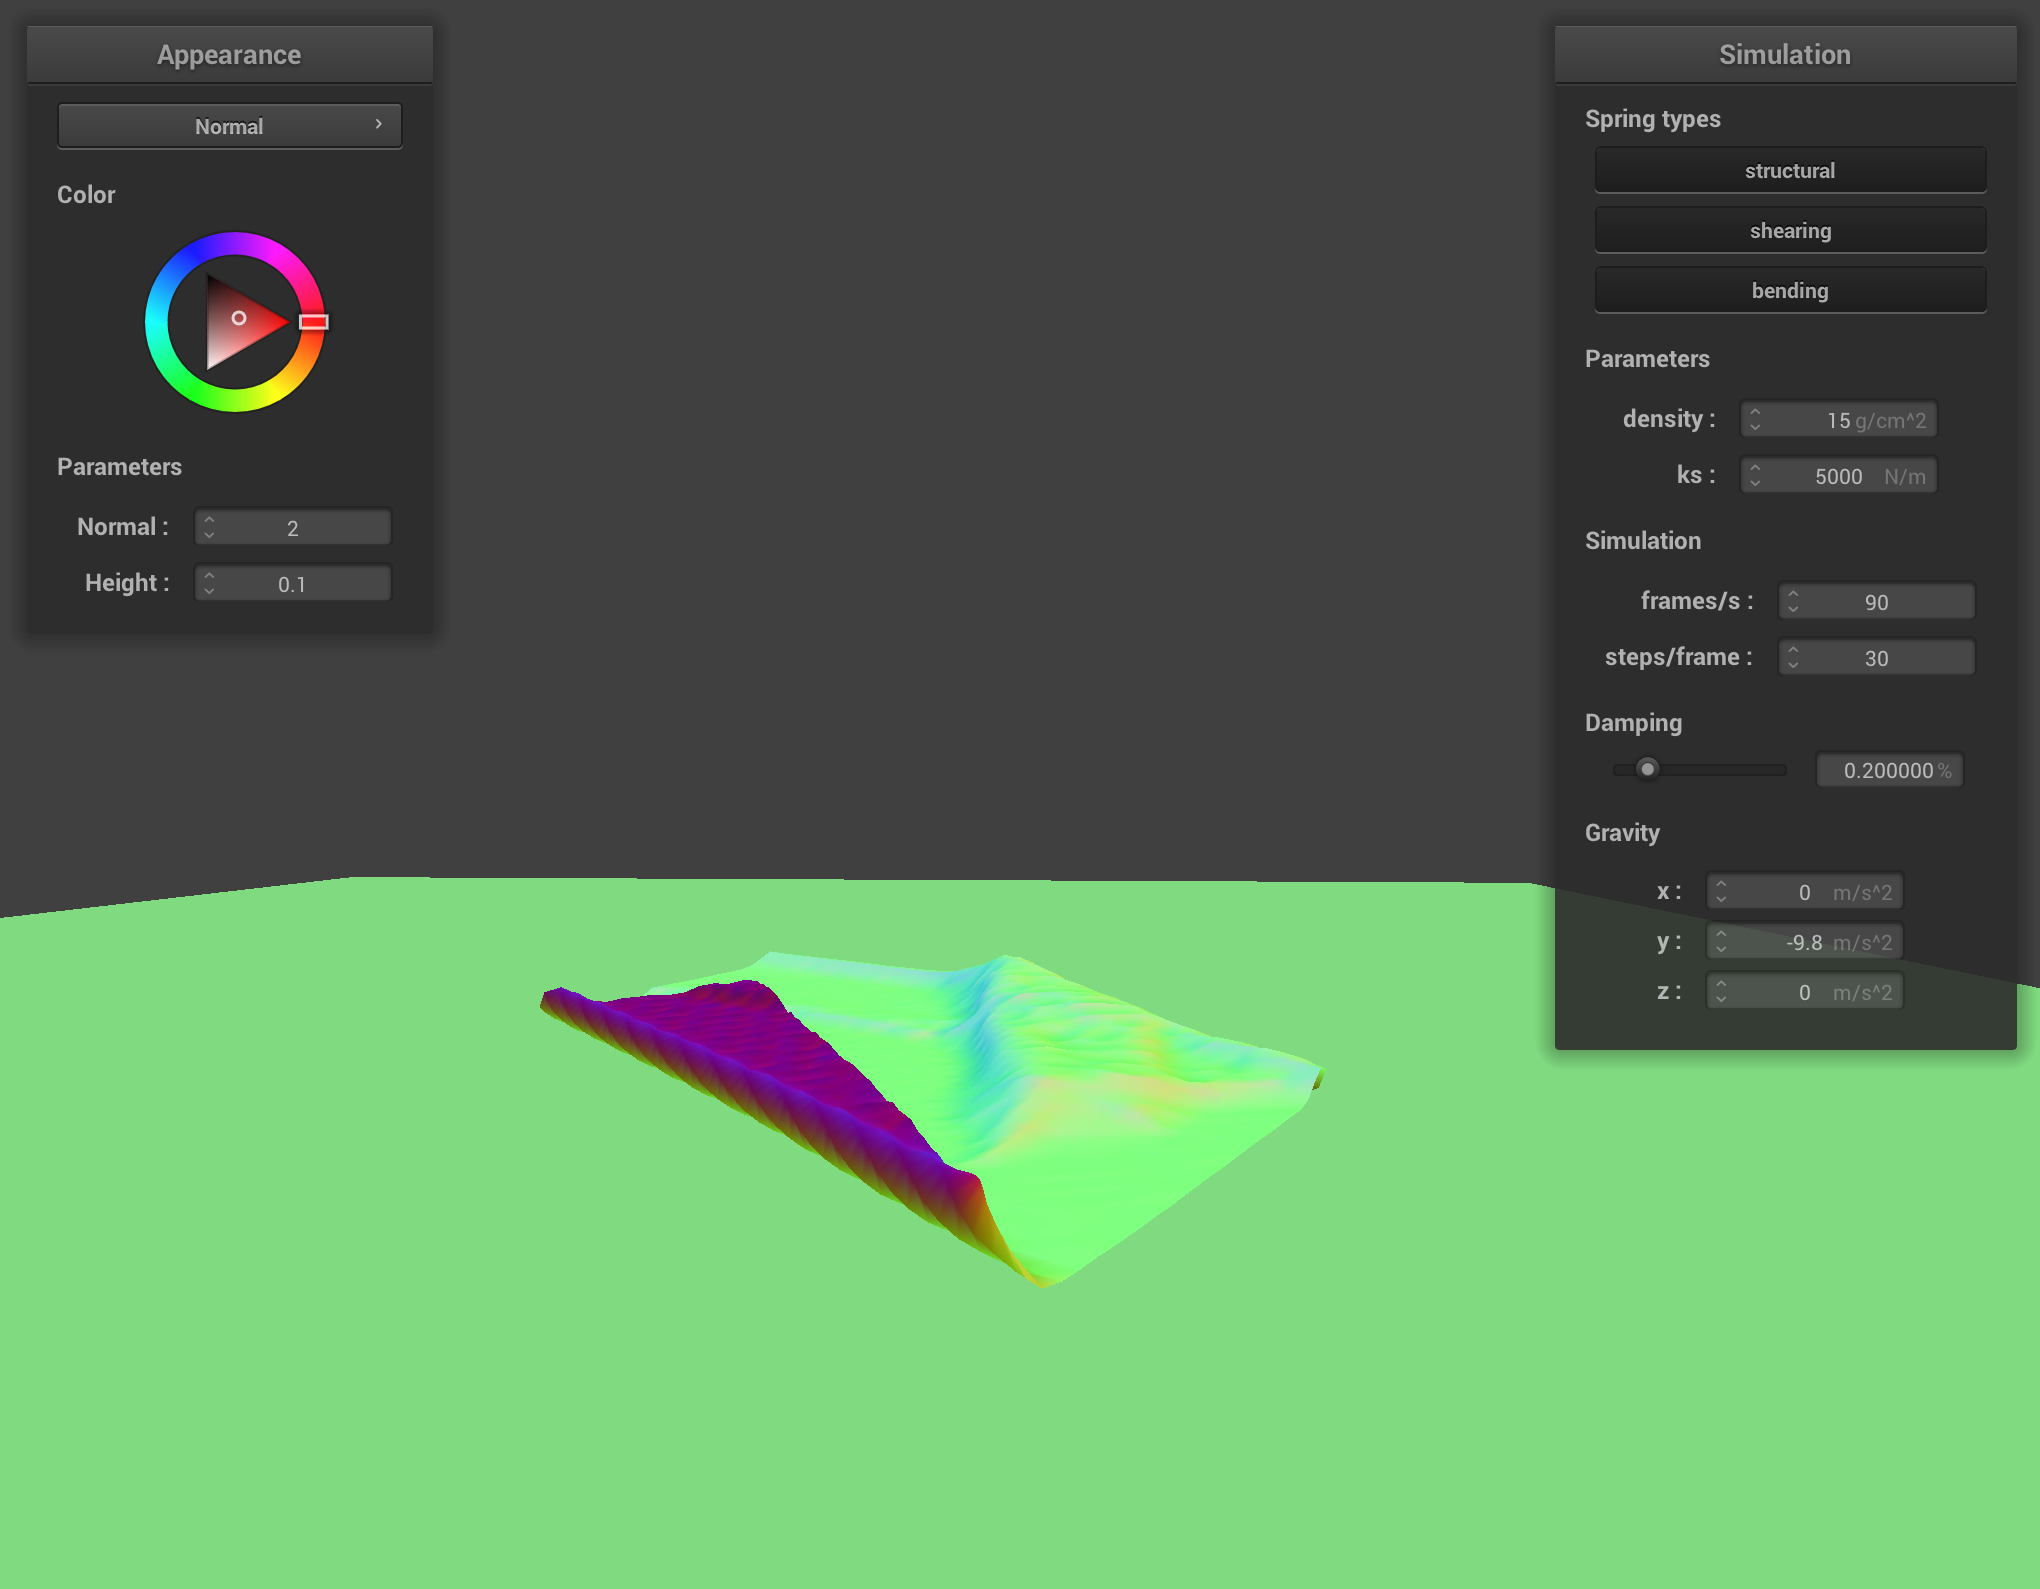 Appearance
Normal
Color
Parameters
Normal : 2
Height : 0.1
Simulation
Spring types
structural
shearing
bending
Parameters
density : 15 g/cm^2
ks : 5000 N/m
Simulation
frames/s : 90
steps/frame : 30
Damping
0.200000 %
Gravity
x : 0 m/s^2
y : -9.8 m/s^2
z : 0 m/s^2